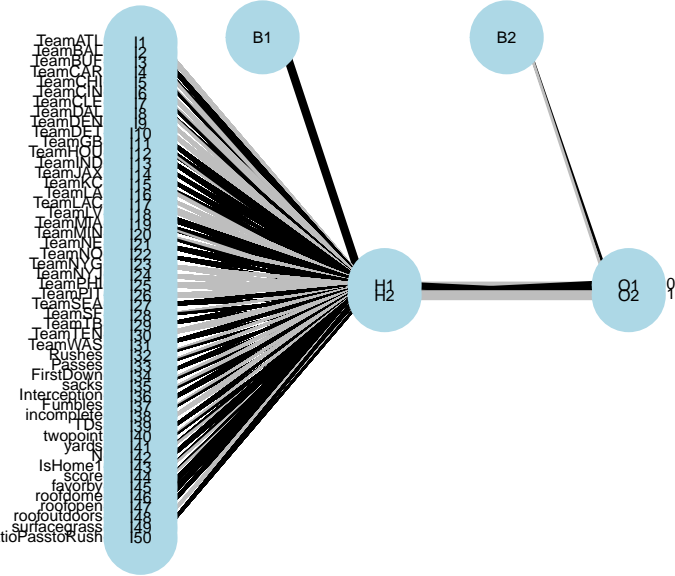 B1
B2
TeamATL I1
TeamBAL I2
TeamBUF I3
TeamCAR I4
TeamCHI I5
TeamCIN I6
TeamCLE I7
TeamDAL I8
TeamDEN I9
TeamDET I10
TeamGB I11
TeamHOU I12
TeamIND I13
TeamJAX I14
TeamKC I15
TeamLA I16
TeamLAC I17
TeamLV I18
TeamMIA I19
TeamMIN I20
TeamNE I21
TeamNO I22
TeamNYG I23
TeamNYJ I24
TeamPHI I25
TeamPIT I26
TeamSEA I27
TeamSF I28
TeamTB I29
TeamTEN I30
TeamWAS I31
Rushes I32
Passes I33
FirstDown I34
sacks I35
Interception I36
Fumbles I37
incomplete I38
TDs I39
twopoint I40
yards I41
N I42
IsHome1 I43
score I44
favorby I45
roofdome I46
roofopen I47
roofoutdoors I48
surfacegrass I49
tioPasstoRush I50
H1
H2
O1 0
O2 1